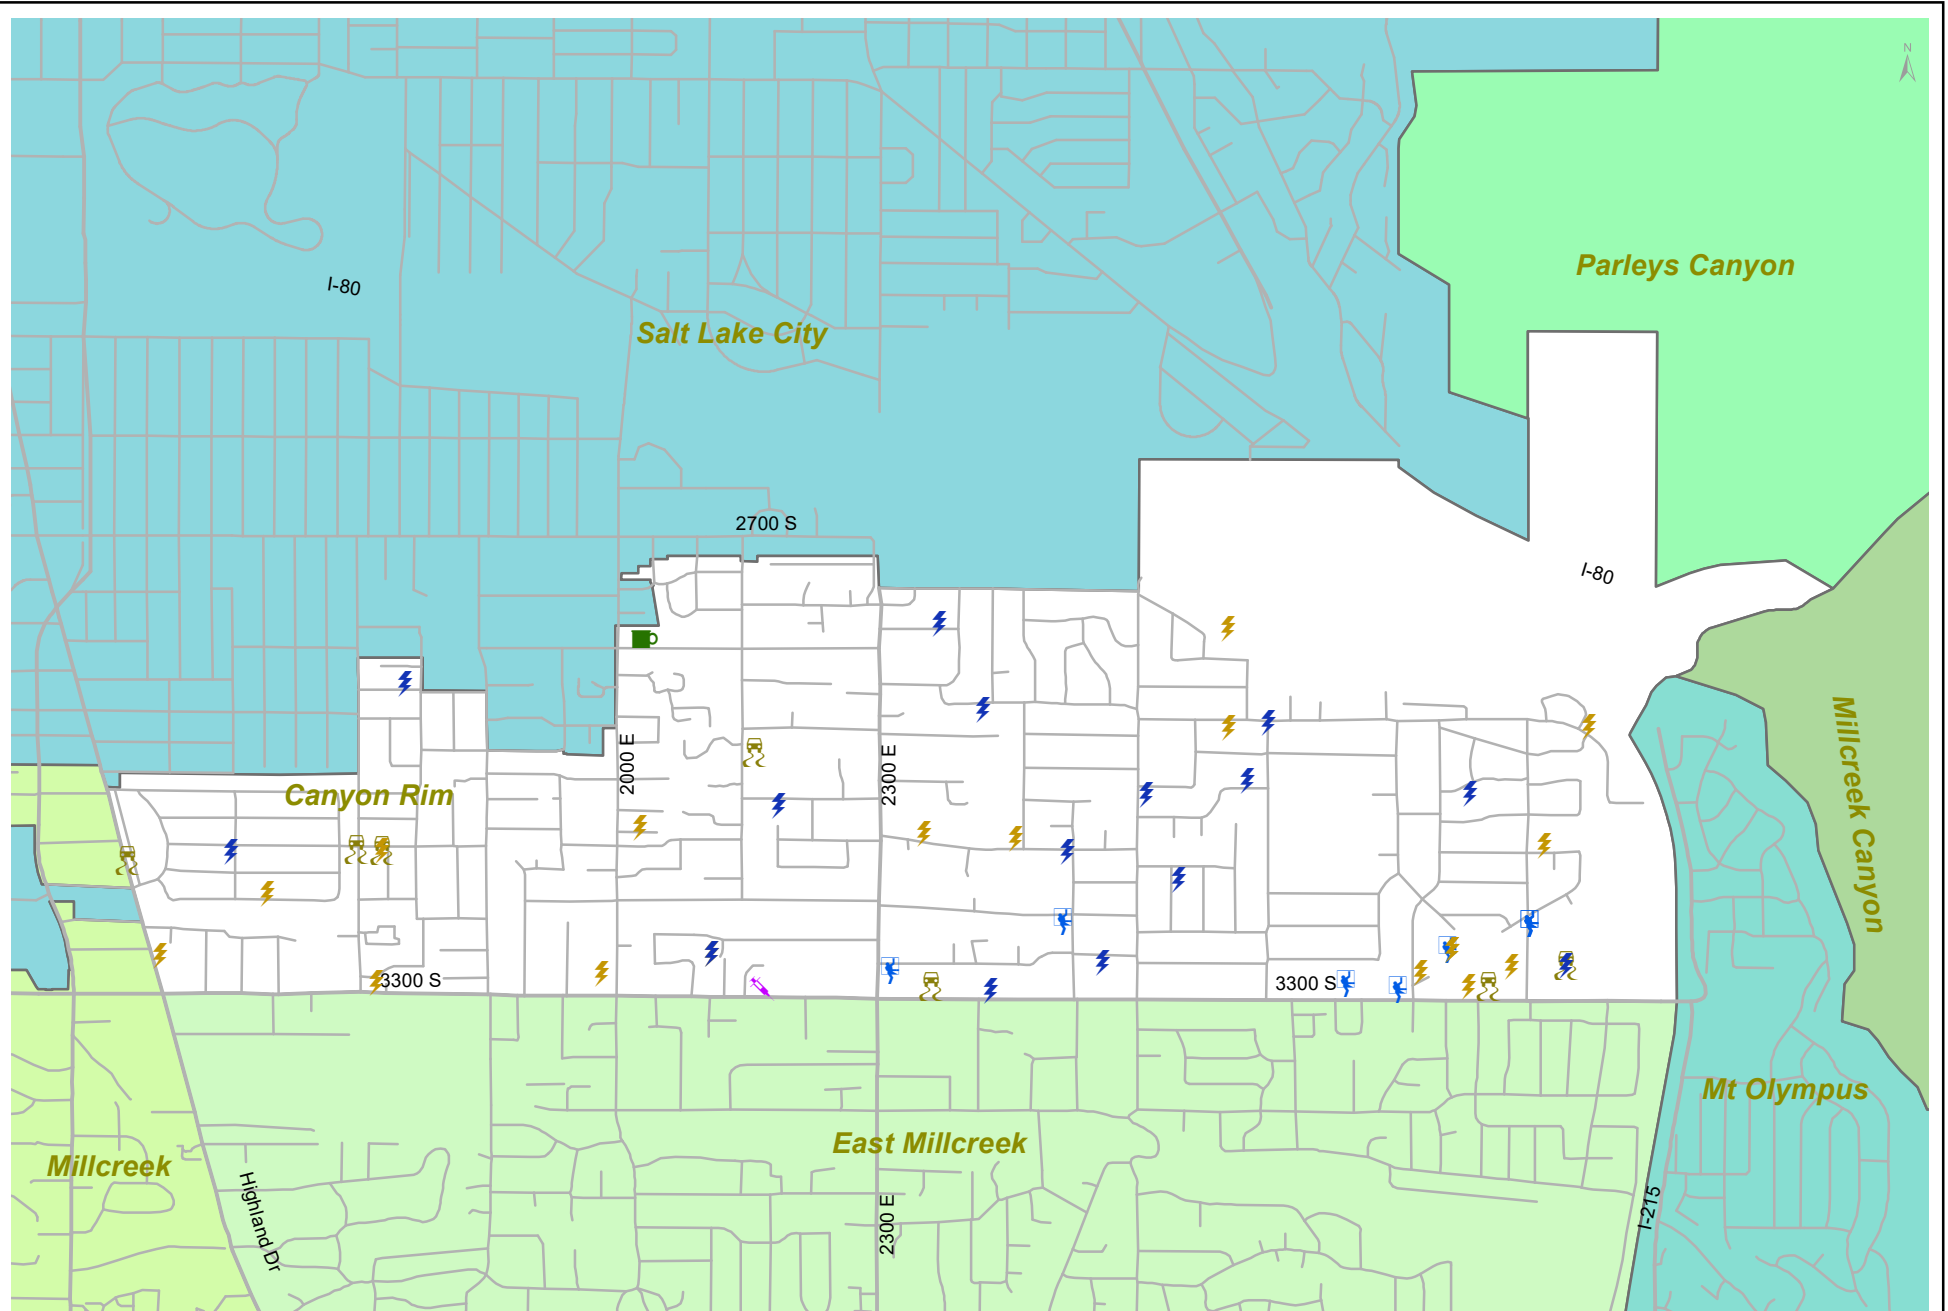 N
Parleys Canyon
I-80
Salt Lake City
2700 S
I-80
Millcreek Canyon
2000 E
2300 E
Canyon Rim
3300 S
3300 S
Mt Olympus
East Millcreek
Millcreek
Highland Dr
2300 E
I-215